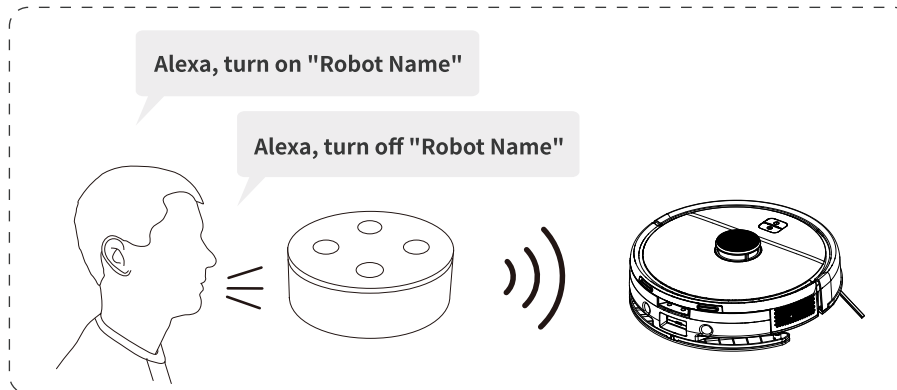 Alexa, turn on "Robot Name"
Alexa, turn off "Robot Name"